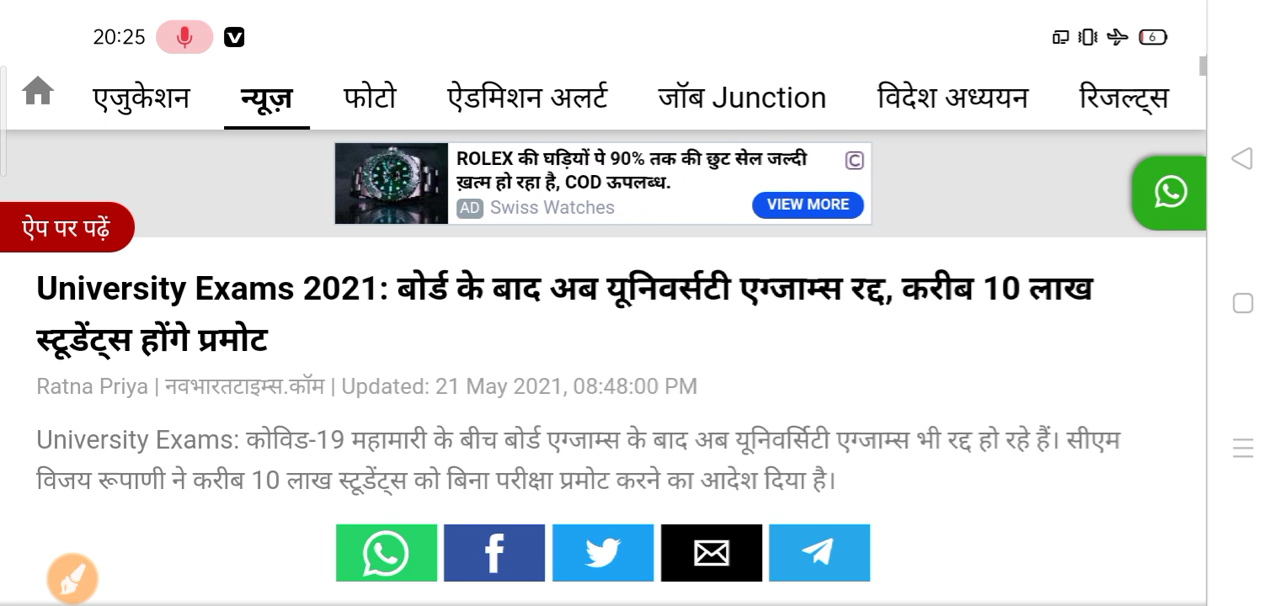 20:25
6
एजुकेशन न्यूज़ फोटो ऐडमिशन अलर्ट जॉब Junction विदेश अध्ययन रिजल्ट्स
ROLEX की घड़ियों पे 90% तक की छुट सेल जल्दी
ख़त्म हो रहा है, COD ऊपलब्ध.
AD Swiss Watches VIEW MORE
ऐप पर पढ़ें
University Exams 2021: बोर्ड के बाद अब यूनिवर्सटी एग्जाम्स रद्द, करीब 10 लाख
स्टूडेंट्स होंगे प्रमोट
Ratna Priya | नवभारतटाइम्स.कॉम | Updated: 21 May 2021, 08:48:00 PM
University Exams: कोविड-19 महामारी के बीच बोर्ड एग्जाम्स के बाद अब यूनिवर्सिटी एग्जाम्स भी रद्द हो रहे हैं। सीएम
विजय रूपाणी ने करीब 10 लाख स्टूडेंट्स को बिना परीक्षा प्रमोट करने का आदेश दिया है।